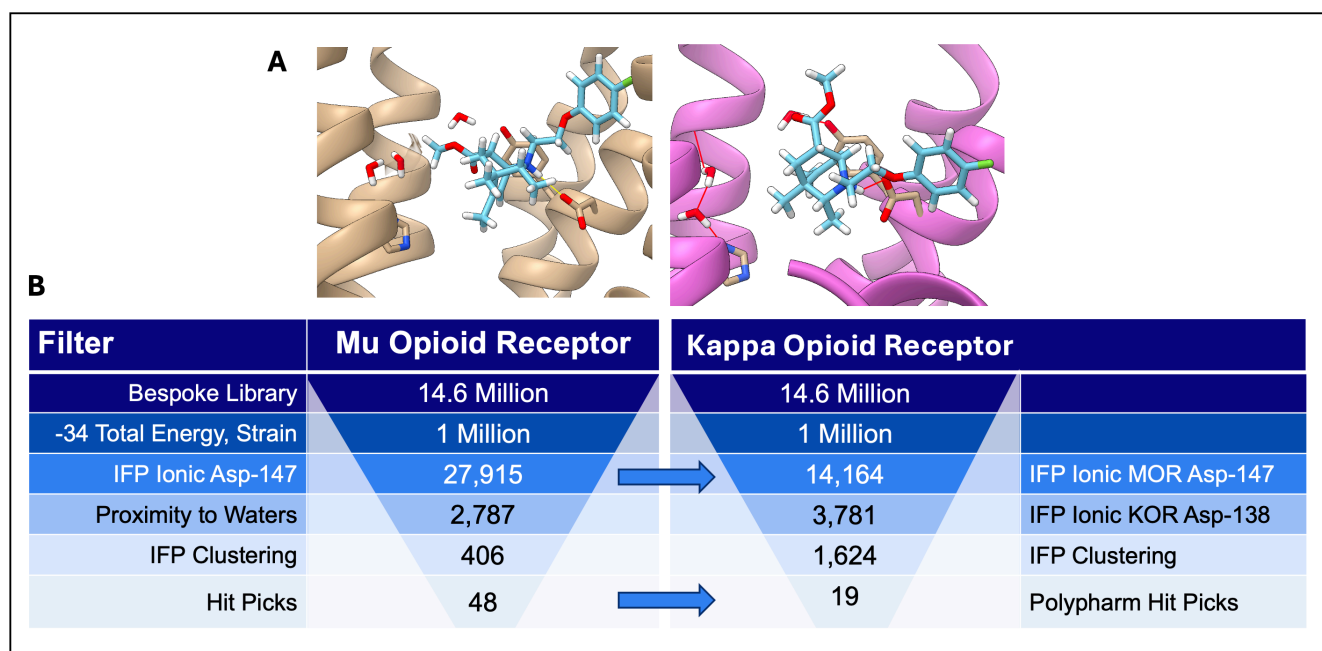 A
B
Filter Mu Opioid Receptor Kappa Opioid Receptor
Bespoke Library 14.6 Million 14.6 Million
-34 Total Energy, Strain 1 Million 1 Million
IFP Ionic Asp-147 27,915 14,164 IFP Ionic MOR Asp-147
Proximity to Waters 2,787 3,781 IFP Ionic KOR Asp-138
IFP Clustering 406 1,624 IFP Clustering
Hit Picks 48 19 Polypharm Hit Picks